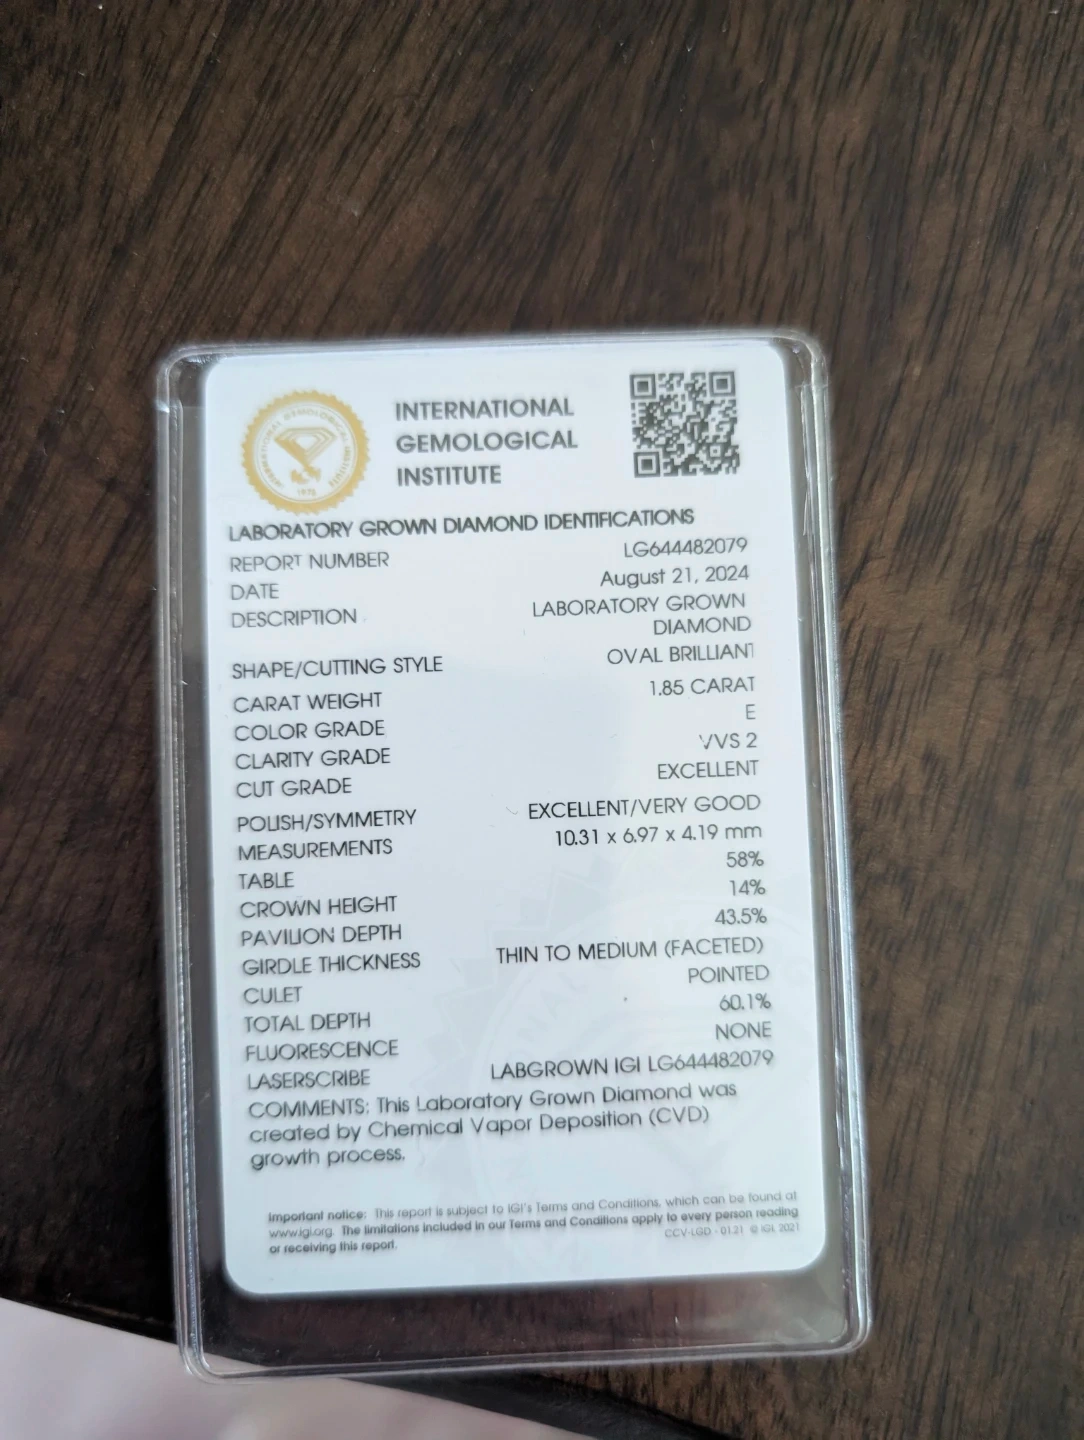 INTERNATIONAL GEMOLOGICAL INSTITUTE
INTERNATIONAL
GEMOLOGICAL
INSTITUTE
LABORATORY GROWN DIAMOND IDENTIFICATIONS
REPORT NUMBER LG644482079
DATE August 21, 2024
DESCRIPTION LABORATORY GROWN
DIAMOND
SHAPE/CUTTING STYLE OVAL BRILLIANT
CARAT WEIGHT 1.85 CARAT
COLOR GRADE E
CLARITY GRADE VVS 2
CUT GRADE EXCELLENT
POLISH/SYMMETRY EXCELLENT/VERY GOOD
MEASUREMENTS 10.31 x 6.97 x 4.19 mm
TABLE 58%
CROWN HEIGHT 14%
PAVILION DEPTH 43.5%
GIRDLE THICKNESS THIN TO MEDIUM (FACETED)
CULET POINTED
TOTAL DEPTH 60.1%
FLUORESCENCE NONE
LASERSCRIBE LABGROWN IGI LG644482079
COMMENTS: This Laboratory Grown Diamond was
created by Chemical Vapor Deposition (CVD)
growth process.
Important notice: This report is subject to IGI's Terms and Conditions, which can be found at
www.igi.org. The limitations included in our Terms and Conditions apply to every person reading
or receiving this report.
CCV-LGD - 0121 © IGI, 2021